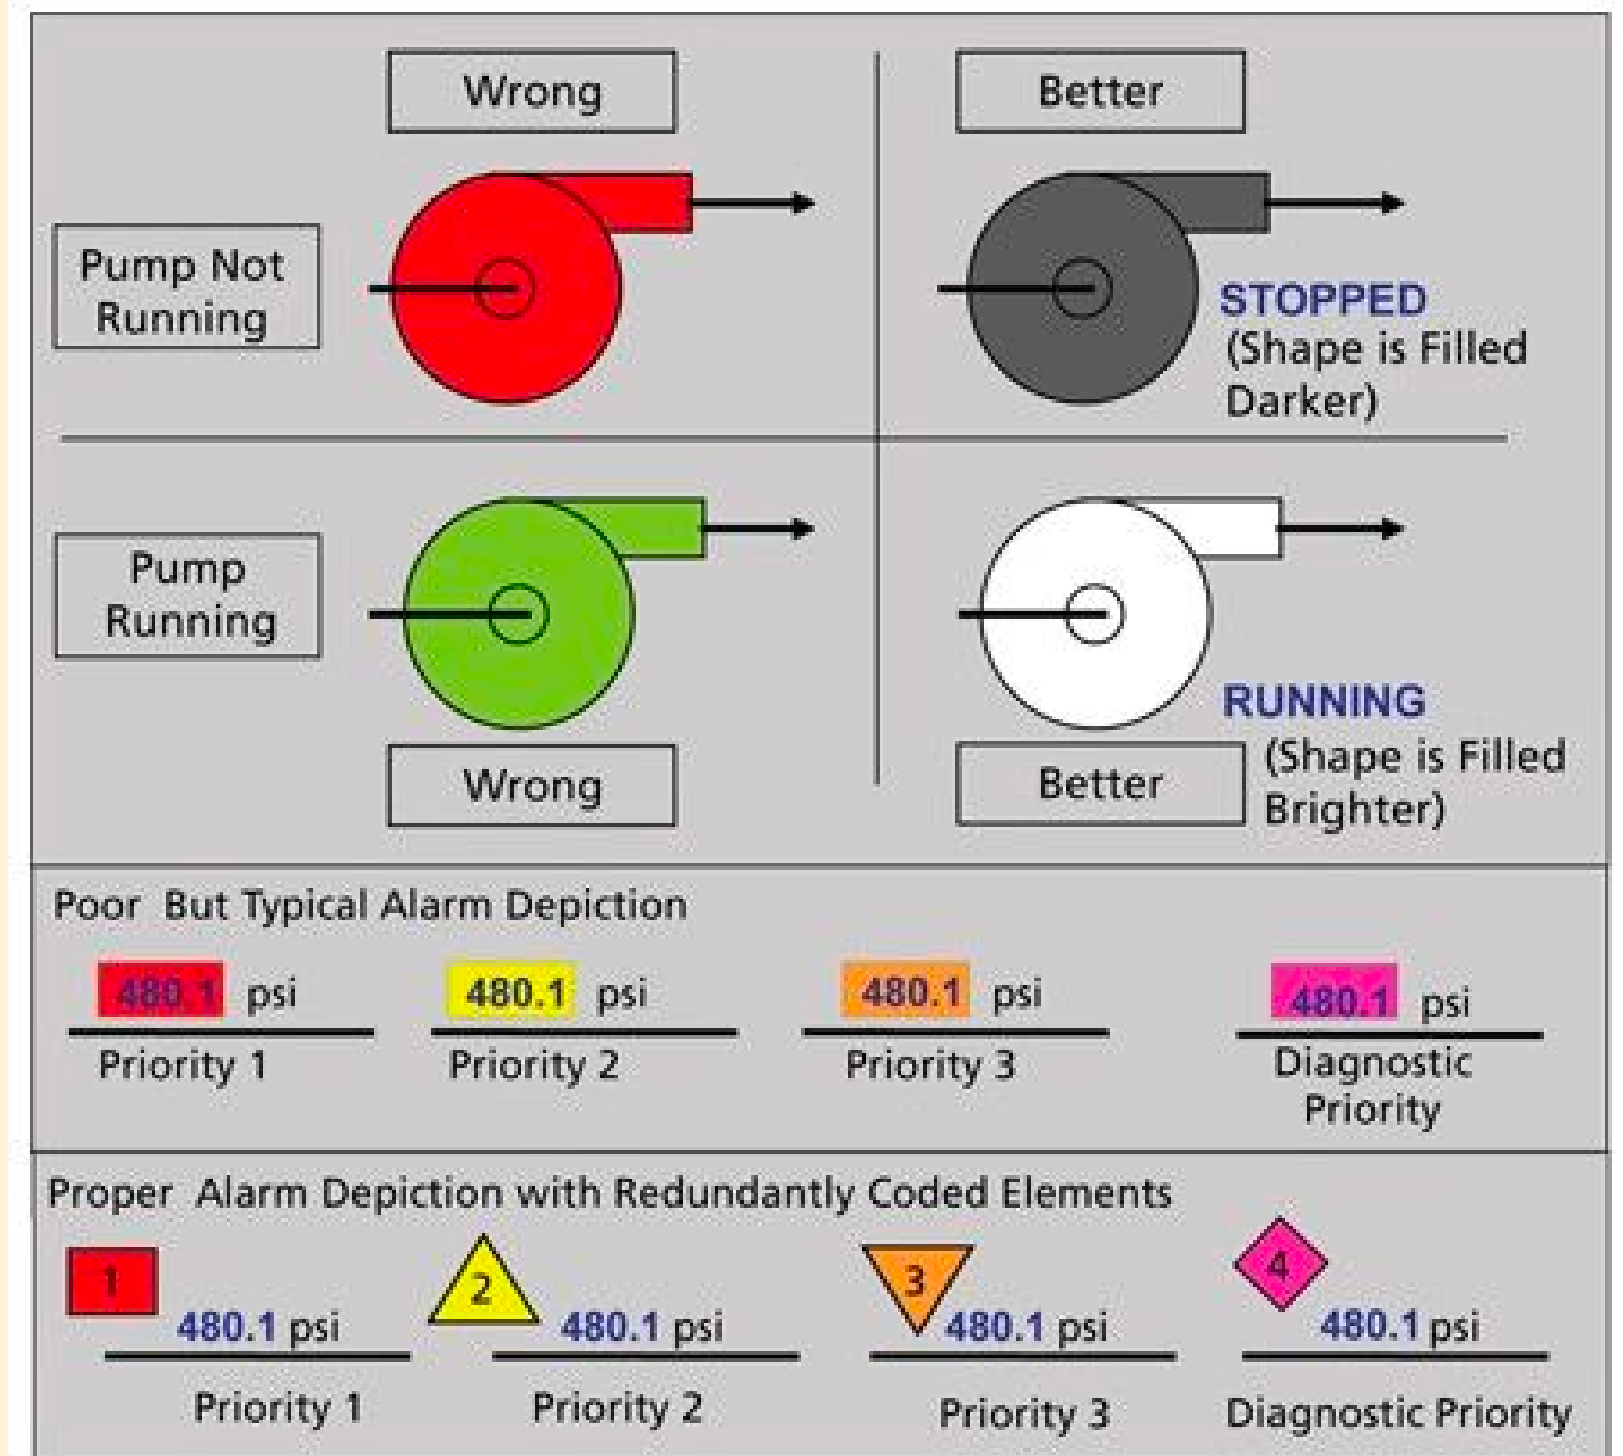 Wrong
Better
Pump Not
Running
STOPPED
(Shape is Filled
Darker)
Pump
Running
RUNNING
(Shape is Filled
Brighter)
Wrong
Better
Poor But Typical Alarm Depiction
480.1 psi
480.1 psi
480.1 psi
480.1 psi
Priority 1
Priority 2
Priority 3
Diagnostic
Priority
Proper Alarm Depiction with Redundantly Coded Elements
1
2
3
4
480.1 psi
480.1 psi
480.1 psi
480.1 psi
Priority 1
Priority 2
Priority 3
Diagnostic Priority